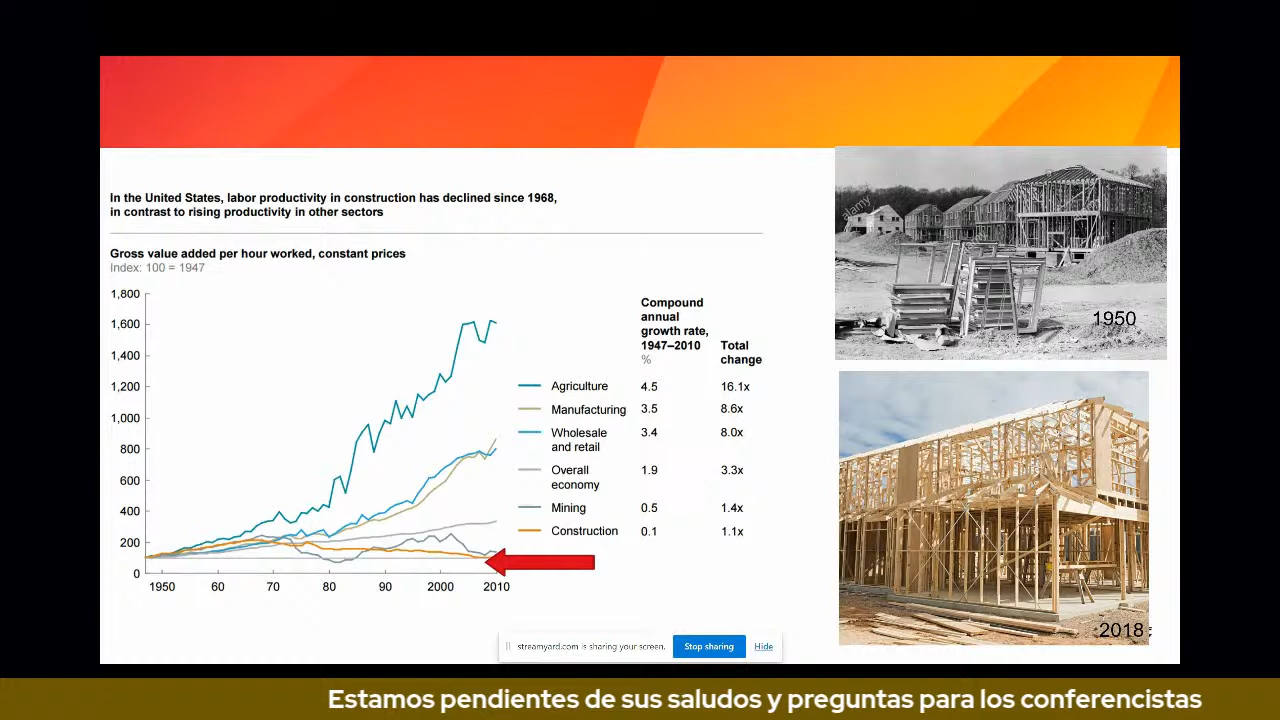 In the United States, labor productivity in construction has declined since 1968,
in contrast to rising productivity in other sectors
Gross value added per hour worked, constant prices
Index: 100 = 1947
1,800
1,600
1,400
1,200
1,000
800
600
400
200
0
1950
60
70
80
90
2000
2010
Compound
annual
growth rate,
1947–2010
%
Total
change
Agriculture 4.5 16.1x
Manufacturing 3.5 8.6x
Wholesale
and retail 3.4 8.0x
Overall
economy 1.9 3.3x
Mining 0.5 1.4x
Construction 0.1 1.1x
alamy
1950
2018
streamyard.com is sharing your screen. Stop sharing Hide
Estamos pendientes de sus saludos y preguntas para los conferencistas